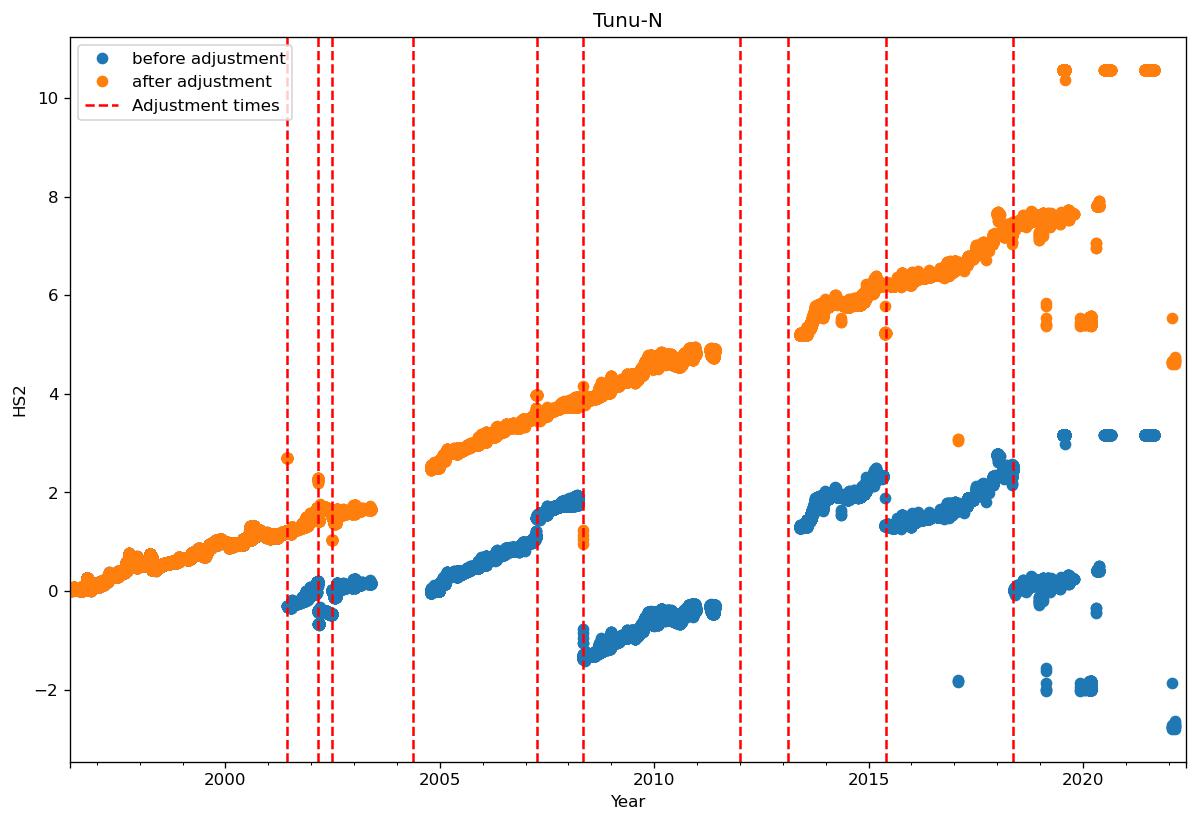 Tunu-N
before adjustment
after adjustment
Adjustment times
HS2
10
8
6
4
2
0
−2
2000 2005 2010 2015 2020
Year